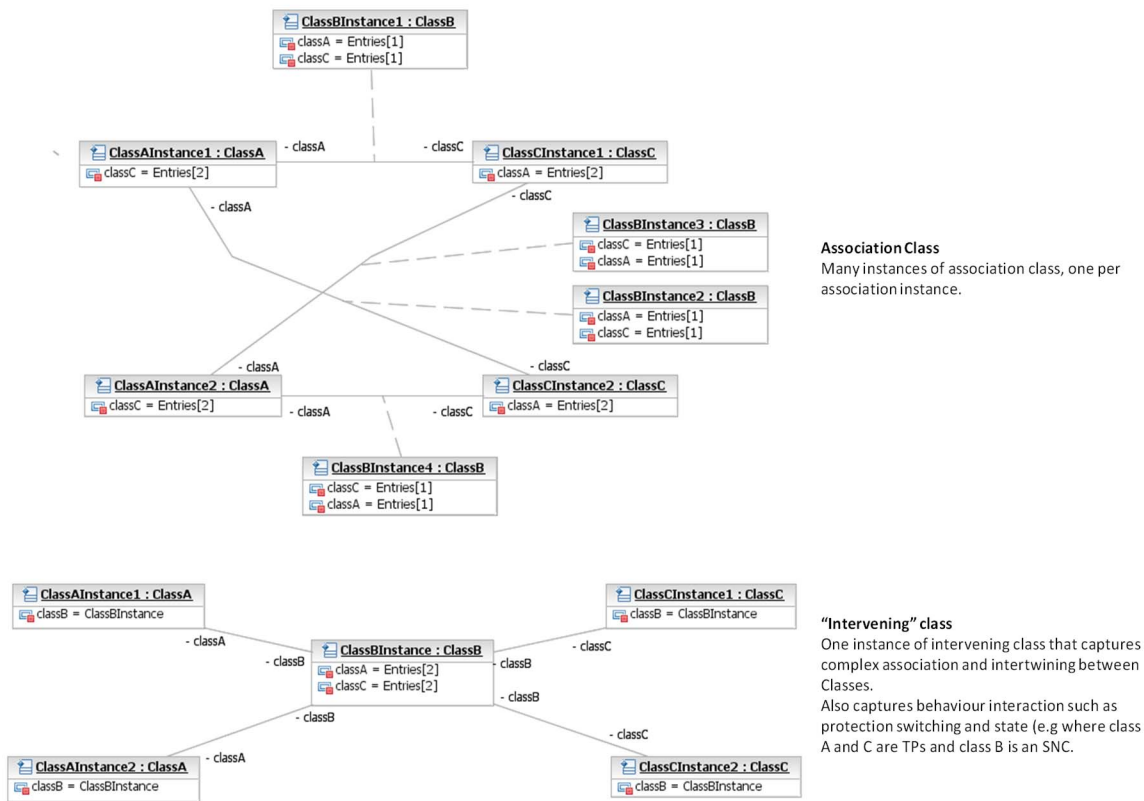 ClassBInstance1 : ClassB
classA = Entries[1]
classC = Entries[1]
ClassAInstance1 : ClassA
classC = Entries[2]
- classA
- classC
ClassCInstance1 : ClassC
classA = Entries[2]
- classA
- classC
ClassBInstance3 : ClassB
classC = Entries[1]
classA = Entries[1]
ClassBInstance2 : ClassB
classA = Entries[1]
classC = Entries[1]
Association Class
Many instances of association class, one per
association instance.
- classA
- classC
ClassAInstance2 : ClassA
classC = Entries[2]
- classA
- classC
ClassCInstance2 : ClassC
classA = Entries[2]
ClassBInstance4 : ClassB
classC = Entries[1]
classA = Entries[1]
ClassAInstance1 : ClassA
classB = ClassBInstance
- classA
- classB
ClassBInstance : ClassB
classA = Entries[2]
classC = Entries[2]
ClassCInstance1 : ClassC
classB = ClassBInstance
- classC
- classB
- classB
- classB
- classA
- classC
ClassAInstance2 : ClassA
classB = ClassBInstance
ClassCInstance2 : ClassC
classB = ClassBInstance
“Intervening” class
One instance of intervening class that captures
complex association and intertwining between
Classes.
Also captures behaviour interaction such as
protection switching and state (e.g where class
A and C are TPs and class B is an SNC.